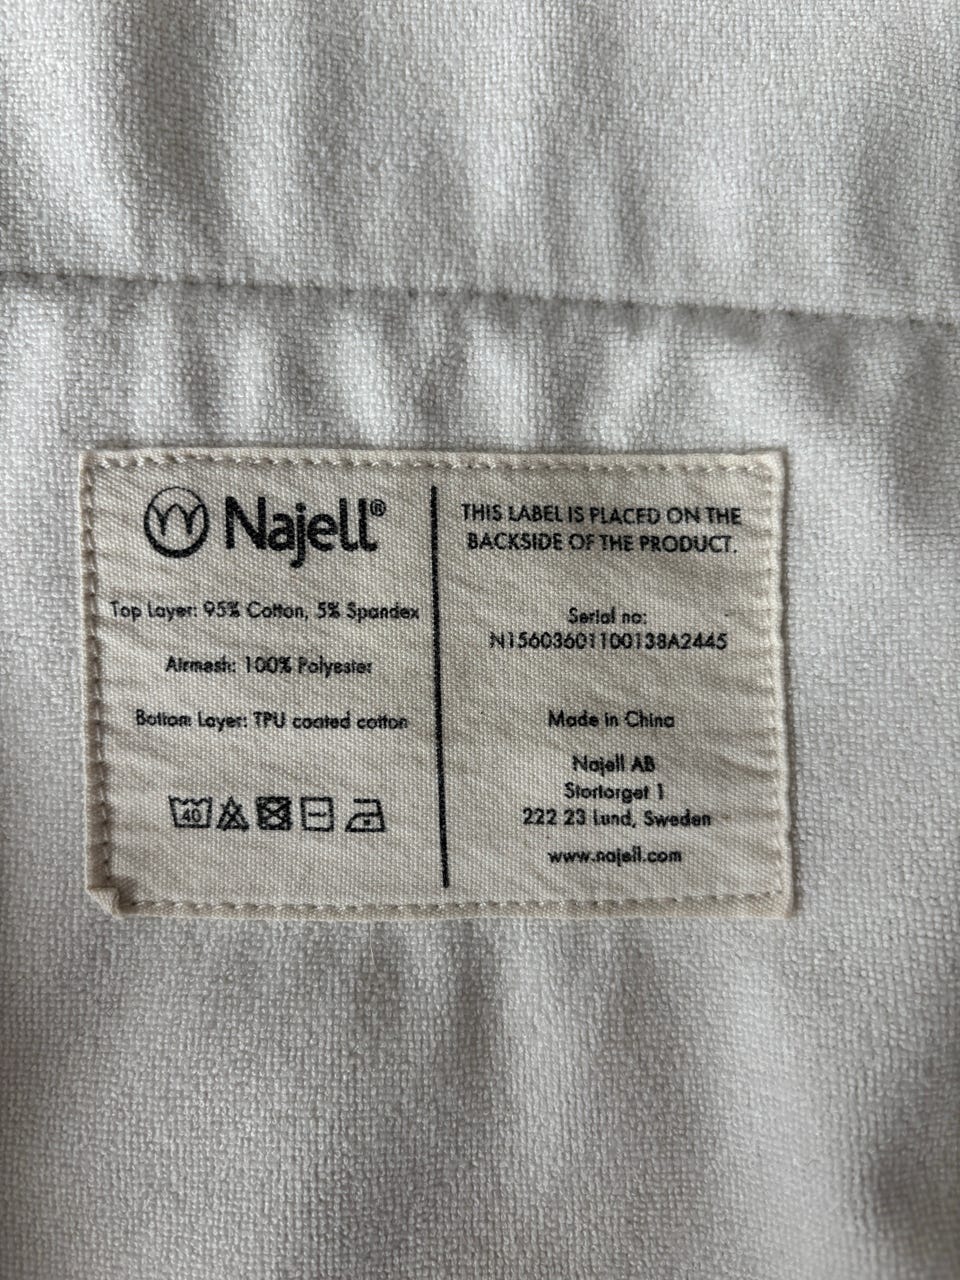 Najell®
Top Layer: 95% Cotton, 5% Spandex
Airmesh: 100% Polyester
Bottom Layer: TPU coated cotton
40
THIS LABEL IS PLACED ON THE
BACKSIDE OF THE PRODUCT.
Serial no:
N15603601100138A2445
Made in China
Najell AB
Stortorget 1
222 23 Lund, Sweden
www.najell.com